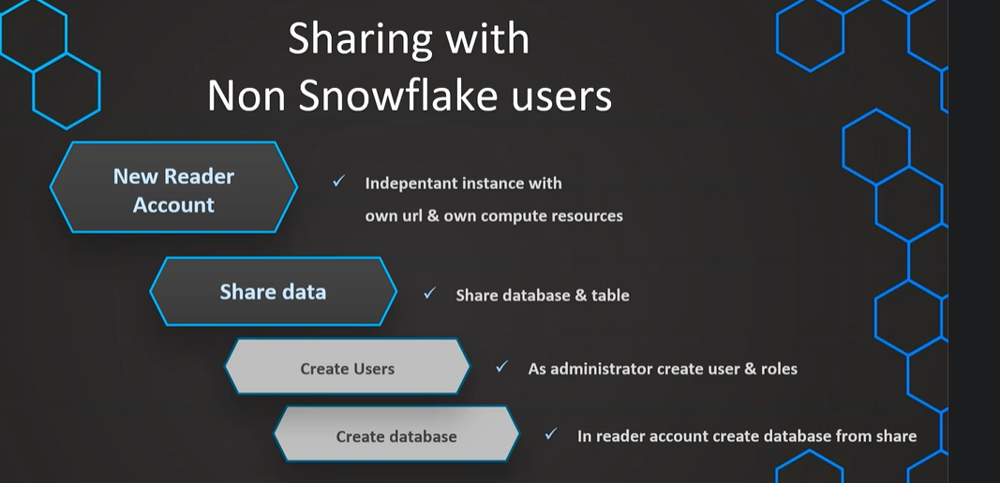 Sharing with
Non Snowflake users
New Reader
Account
✓ Indepentant instance with
own url & own compute resources
Share data
✓ Share database & table
Create Users
✓ As administrator create user & roles
Create database
✓ In reader account create database from share